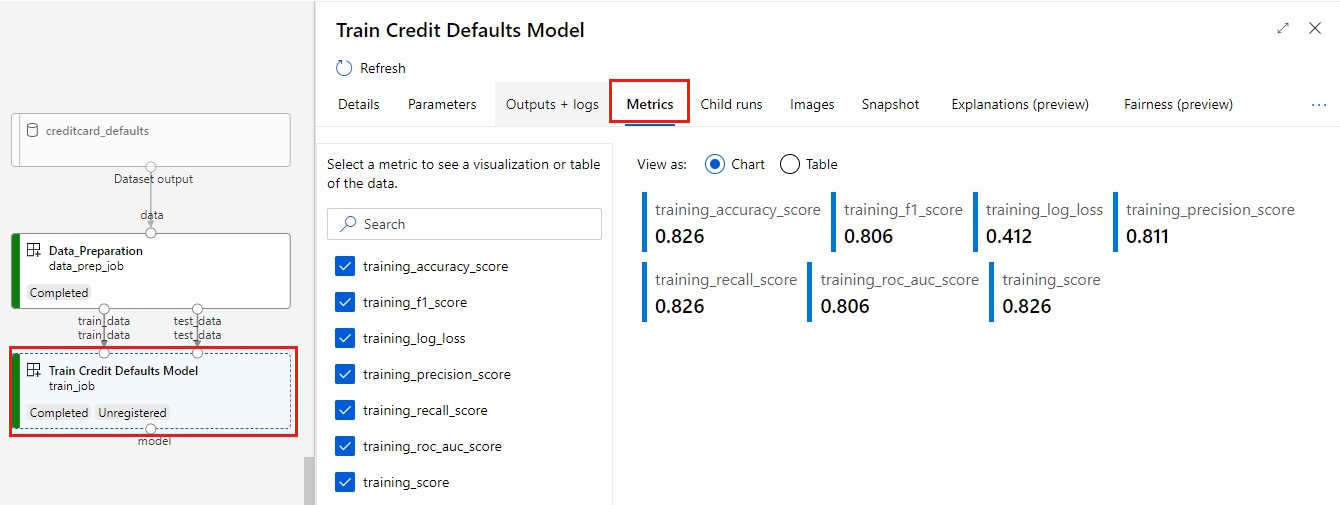 creditcard_defaults
Dataset output
data
Data_Preparation
data_prep_job
Completed
train_data test_data
train_data test_data
Train Credit Defaults Model
train_job
Completed Unregistered
model
Train Credit Defaults Model
Refresh
Details Parameters Outputs + logs Metrics Child runs Images Snapshot Explanations (preview) Fairness (preview) ...
Select a metric to see a visualization or table
of the data.
Search
training_accuracy_score
training_f1_score
training_log_loss
training_precision_score
training_recall_score
training_roc_auc_score
training_score
View as: Chart Table
training_accuracy_score training_f1_score training_log_loss training_precision_score
0.826 0.806 0.412 0.811
training_recall_score training_roc_auc_score training_score
0.826 0.806 0.826